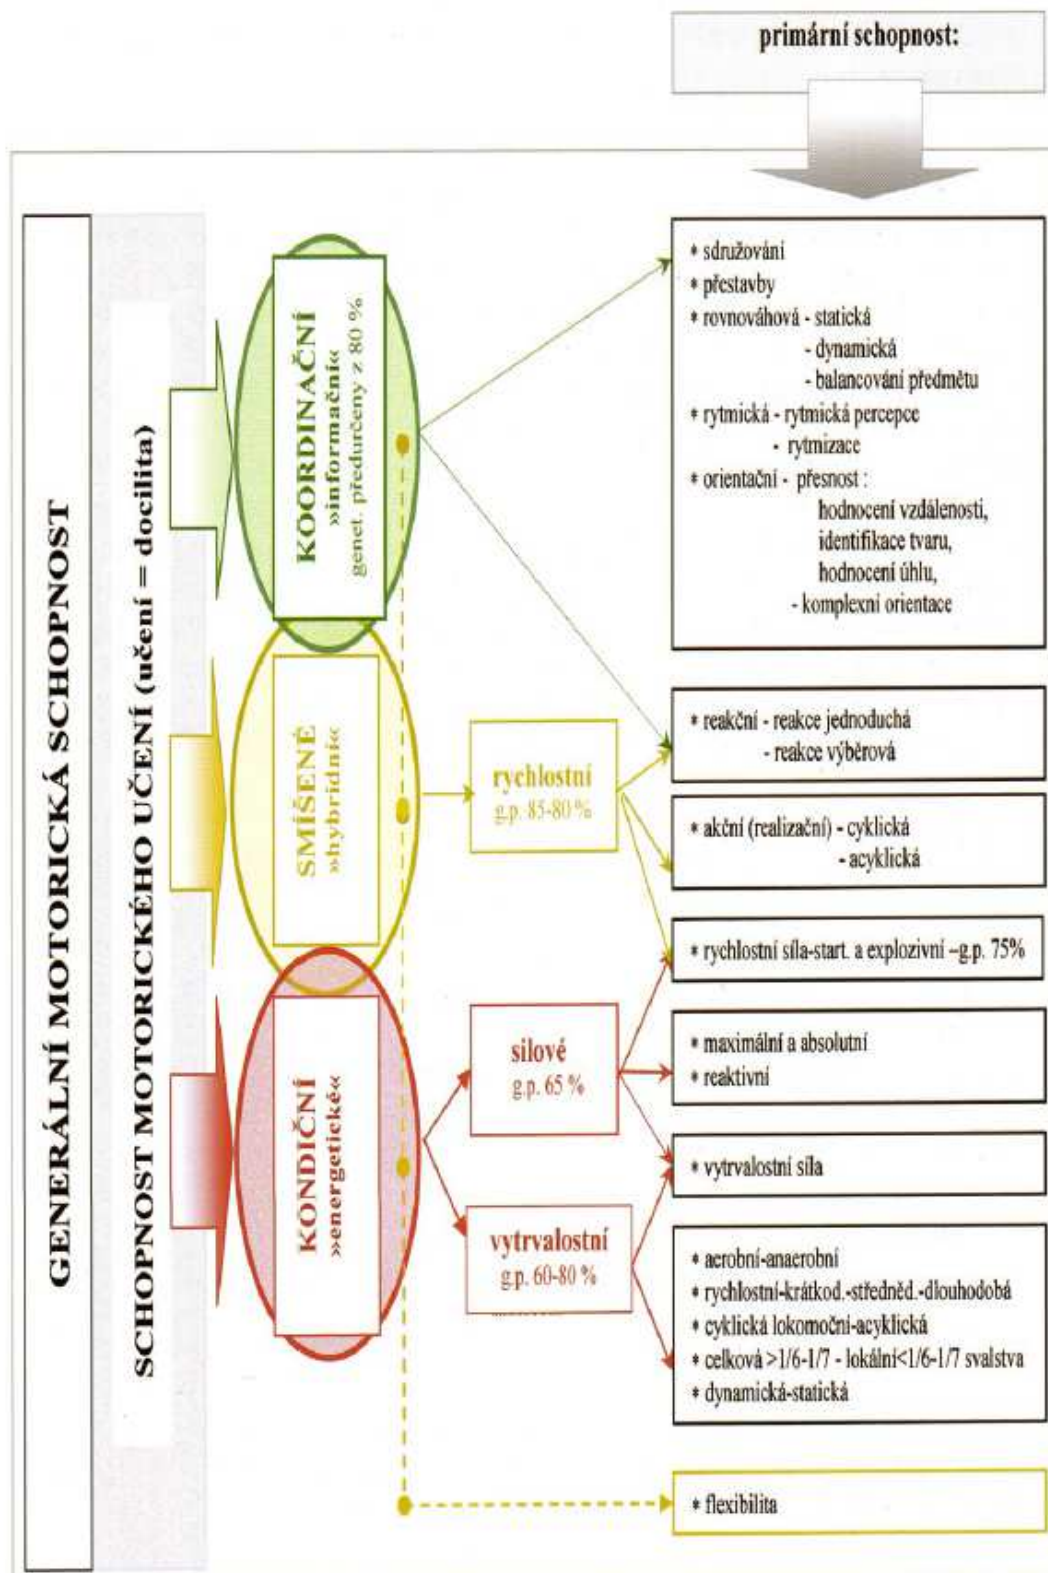 primární schopnost:
GENERÁLNÍ MOTORICKÁ SCHOPNOST
SCHOPNOST MOTORICKÉHO UČENÍ (učení = docilita)
KOORDINAČNÍ
»informační«
genet. předurčeny z 80 %
SMÍŠENÉ
»hybridní«
KONDIČNÍ
»energetické«
rychlostní
g.p. 85-80 %
silové
g.p. 65 %
vytrvalostní
g.p. 60-80 %
* sdružování
* přestavby
* rovnováhová - statická
- dynamická
- balancování předmětu
* rytmická - rytmická percepce
- rytmizace
* orientační - přesnost :
hodnocení vzdálenosti,
identifikace tvaru,
hodnocení úhlu,
- komplexní orientace
* reakční - reakce jednoduchá
- reakce výběrová
* akční (realizační) - cyklická
- acyklická
* rychlostní síla-start. a explozivní –g.p. 75%
* maximální a absolutní
* reaktivní
* vytrvalostní síla
* aerobní-anaerobní
* rychlostní-krátkod.-středněd.-dlouhodobá
* cyklická lokomoční-acyklická
* celková >1/6-1/7 - lokální<1/6-1/7 svalstva
* dynamická-statická
* flexibilita